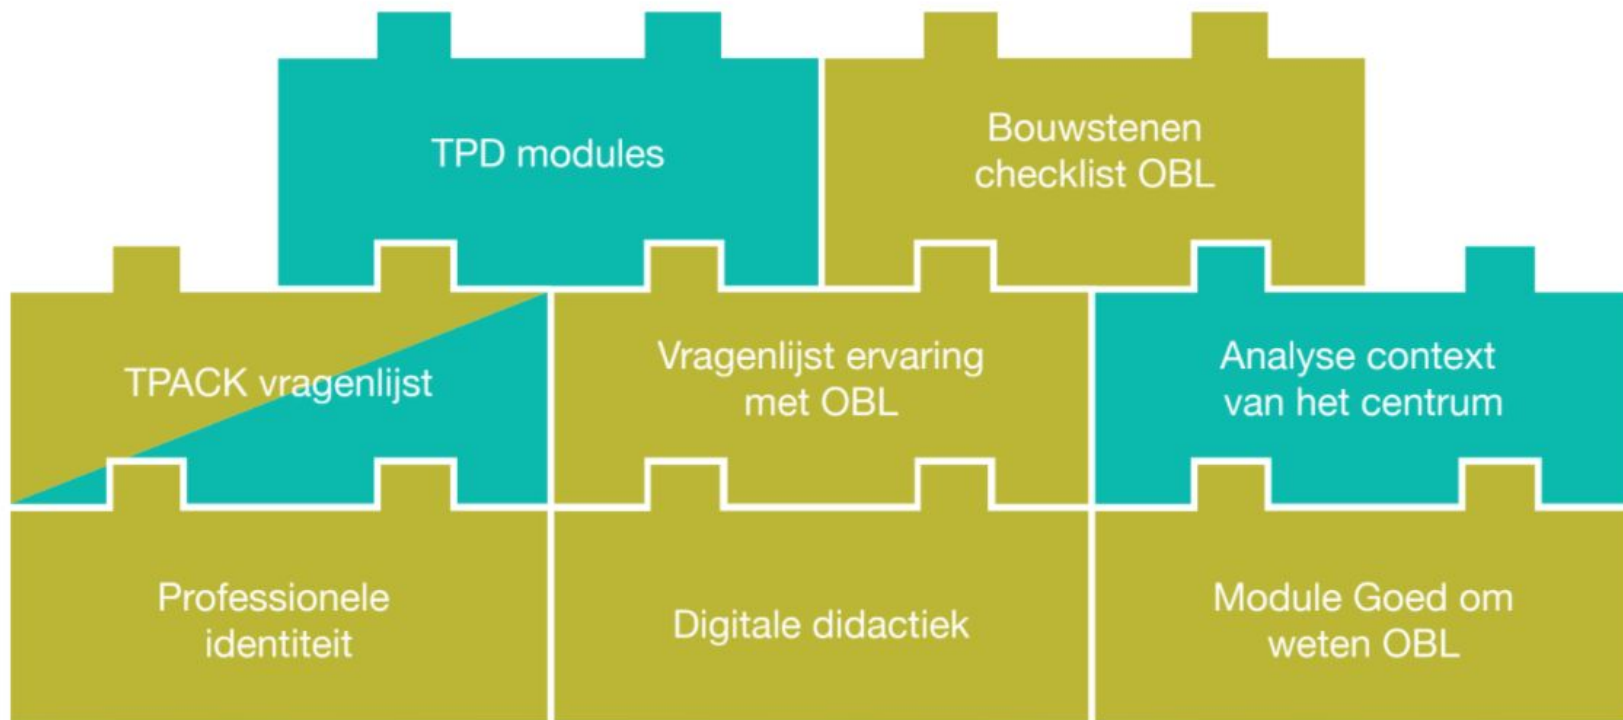 TPD modules
Bouwstenen
checklist OBL
TPACK vragenlijst
Vragenlijst ervaring
met OBL
Analyse context
van het centrum
Professionele
identiteit
Digitale didactiek
Module Goed om
weten OBL